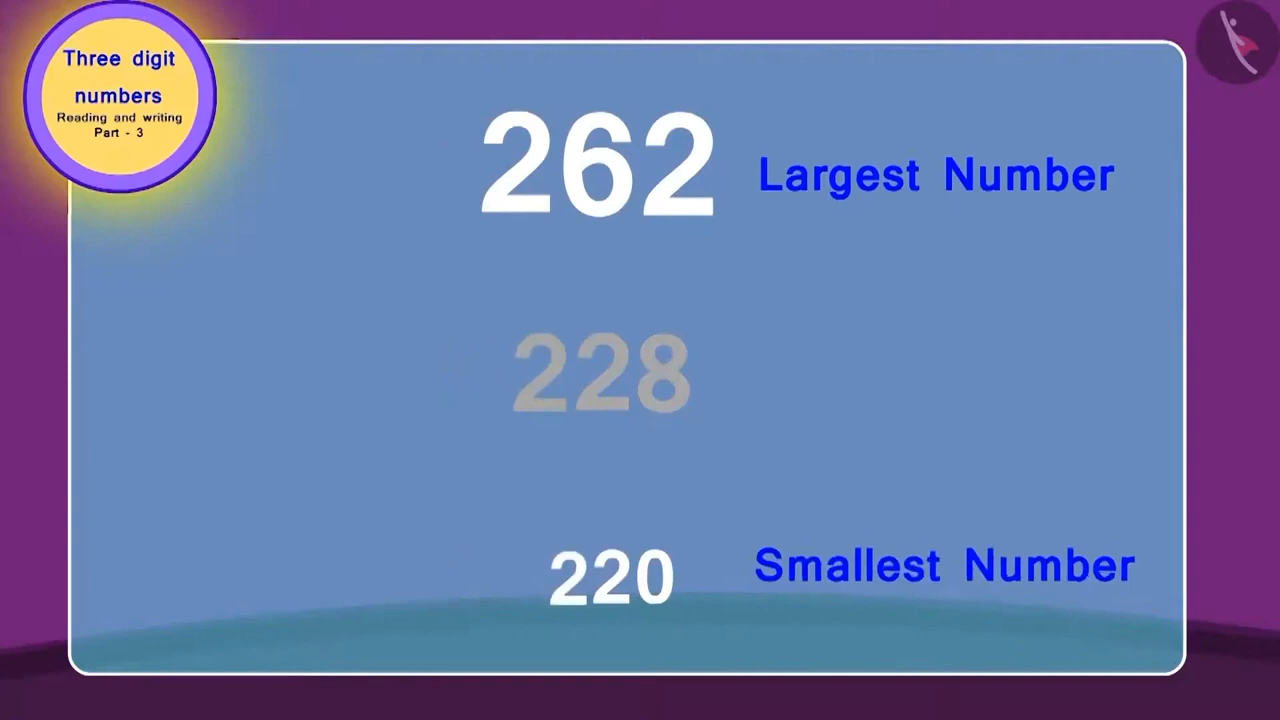 Three digit
numbers
Reading and writing
Part - 3
262 Largest Number
228
220 Smallest Number